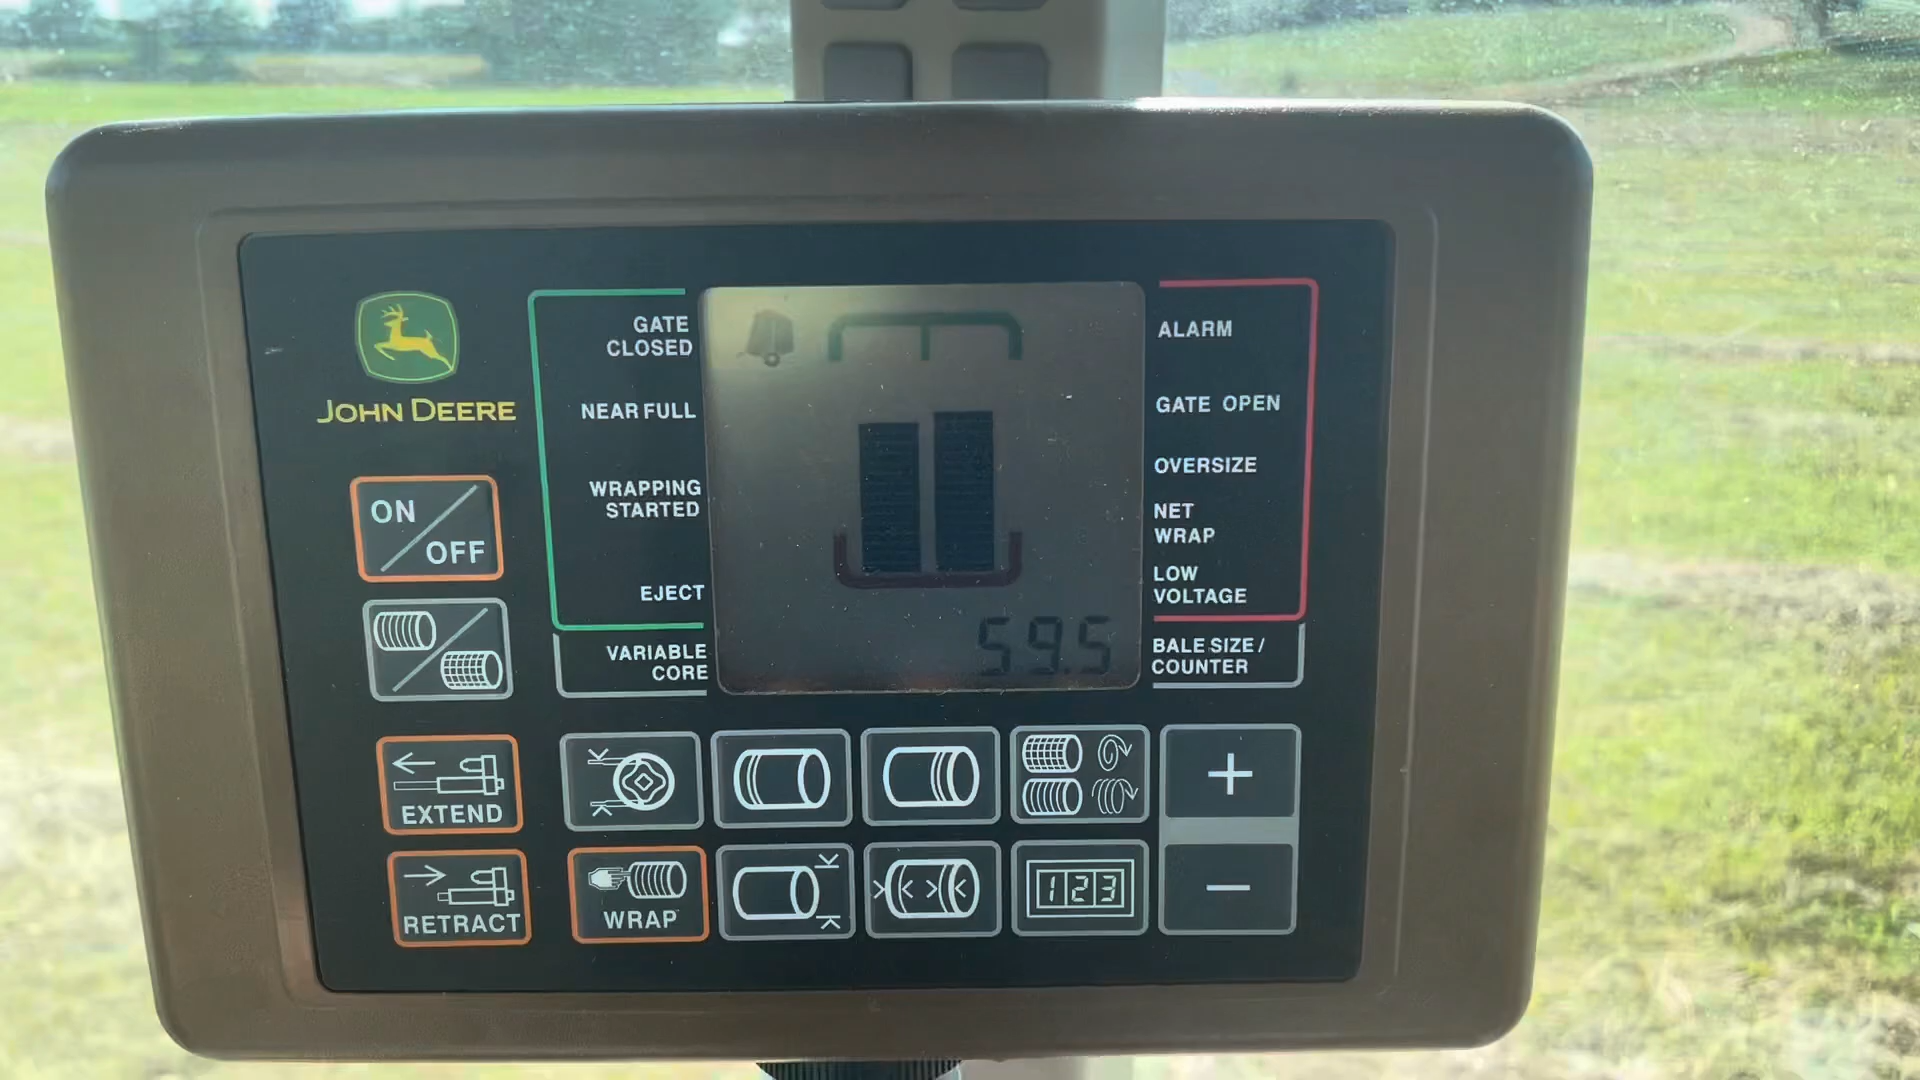 JOHN DEERE
GATE
CLOSED
NEAR FULL
WRAPPING
STARTED
EJECT
VARIABLE
CORE
ALARM
GATE OPEN
OVERSIZE
NET
WRAP
LOW
VOLTAGE
BALE SIZE /
COUNTER
59.5
ON
OFF
EXTEND
RETRACT
WRAP
123
+
−